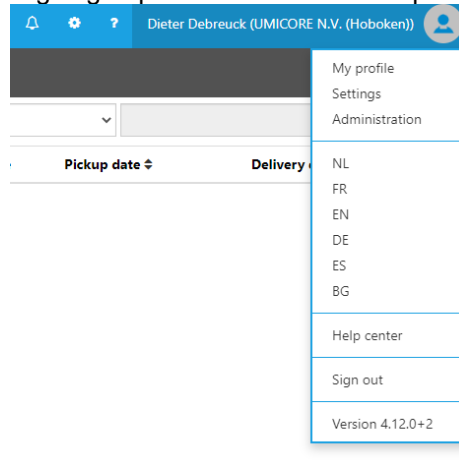 ? Dieter Debreuck (UMICORE N.V. (Hoboken))
My profile
Settings
Administration
Pickup date Delivery
NL
FR
EN
DE
ES
BG
Help center
Sign out
Version 4.12.0+2